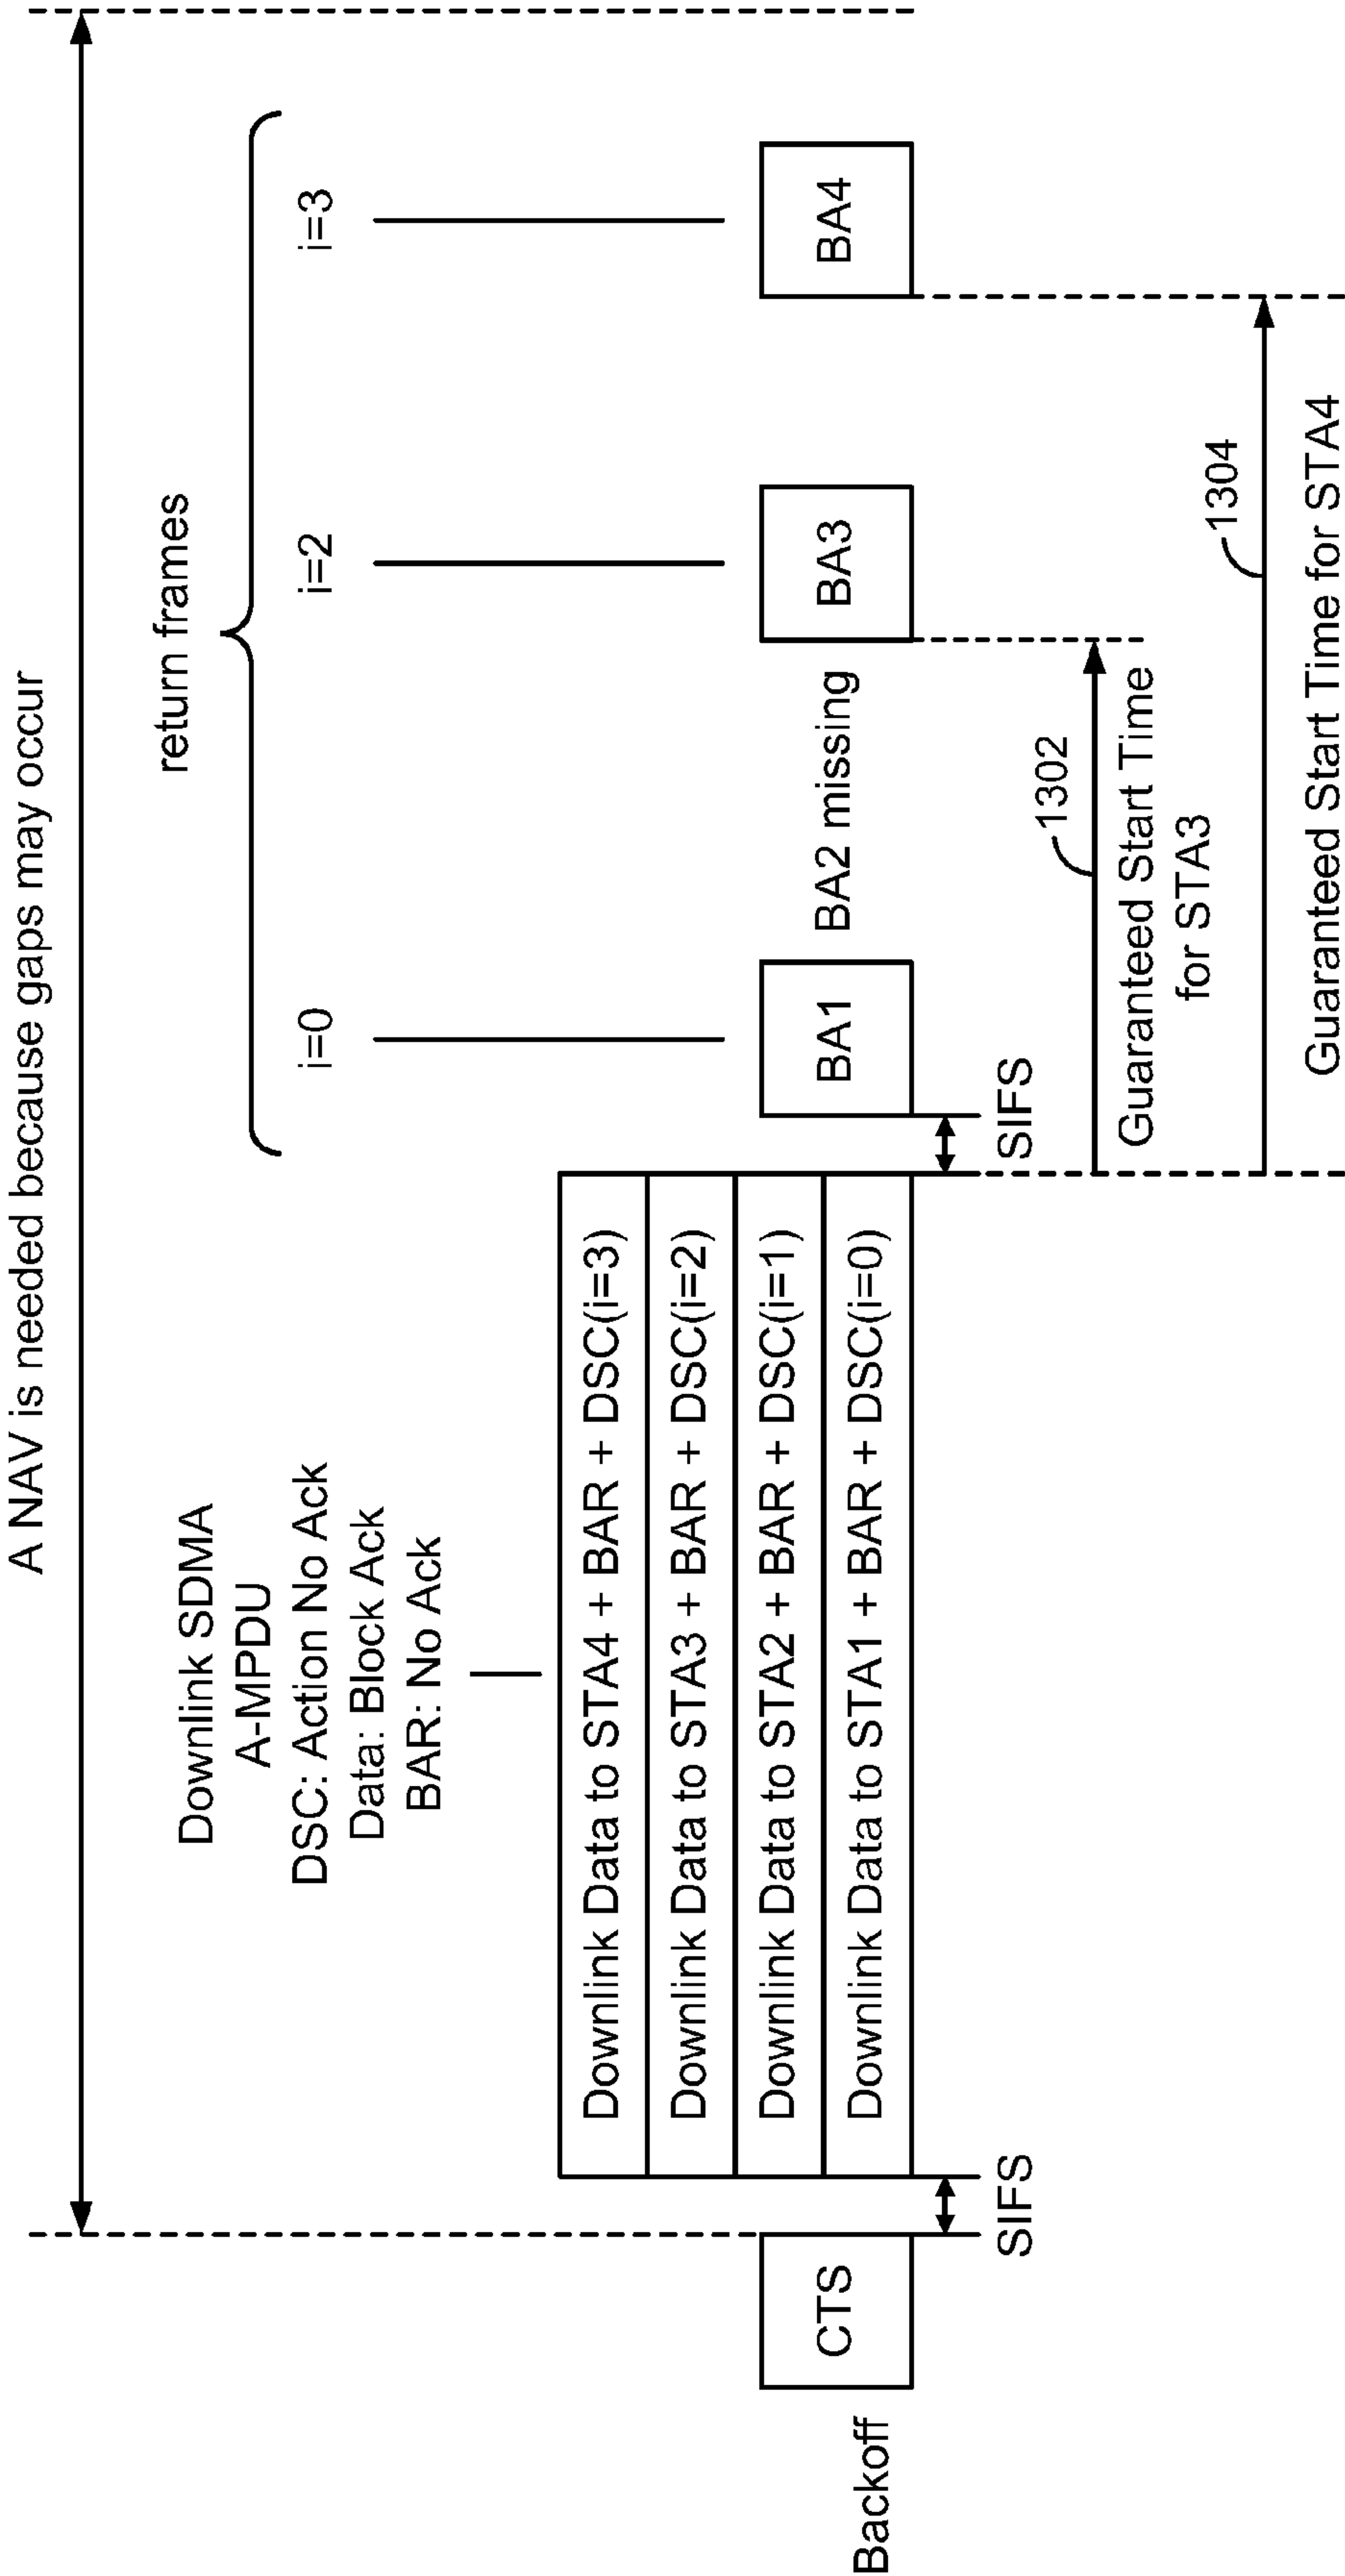 A NAV is needed because gaps may occur
return frames
i=0
i=2
i=3
Downlink SDMA
A-MPDU
DSC: Action No Ack
Data: Block Ack
BAR: No Ack
Downlink Data to STA4 + BAR + DSC(i=3)
Downlink Data to STA3 + BAR + DSC(i=2)
Downlink Data to STA2 + BAR + DSC(i=1)
Downlink Data to STA1 + BAR + DSC(i=0)
Backoff
CTS
BA1
BA2 missing
BA3
BA4
SIFS
SIFS
1302
Guaranteed Start Time
for STA3
1304
Guaranteed Start Time for STA4